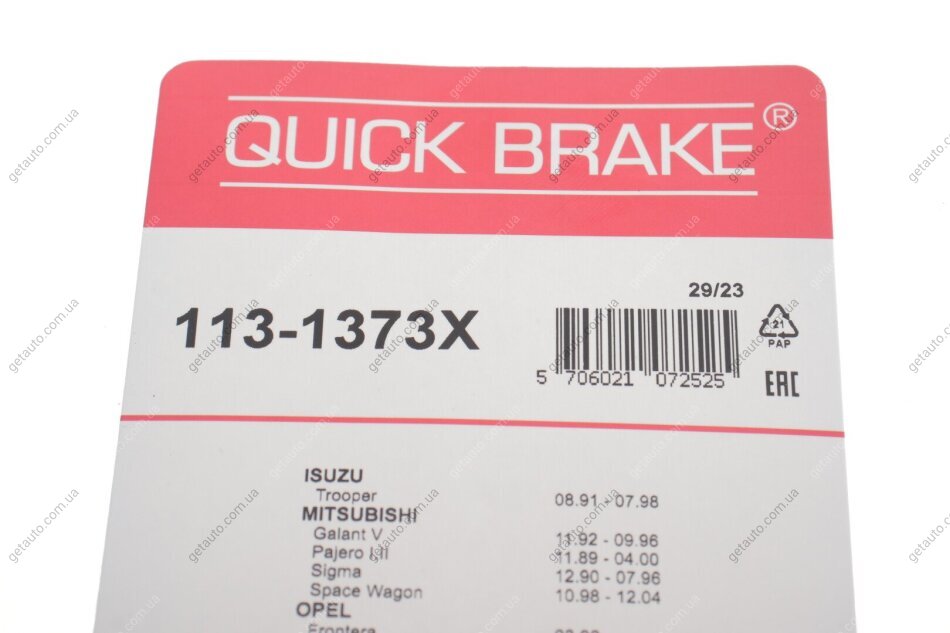 QUICK BRAKE®
113-1373X
29/23
5 706021 072525
21
PAP
EAC
ISUZU
Trooper 08.91 - 07.98
MITSUBISHI
Galant V 11.92 - 09.96
Pajero I-II 11.89 - 04.00
Sigma 12.90 - 07.96
Space Wagon 10.98 - 12.04
OPEL
Frontera
getauto.com.ua